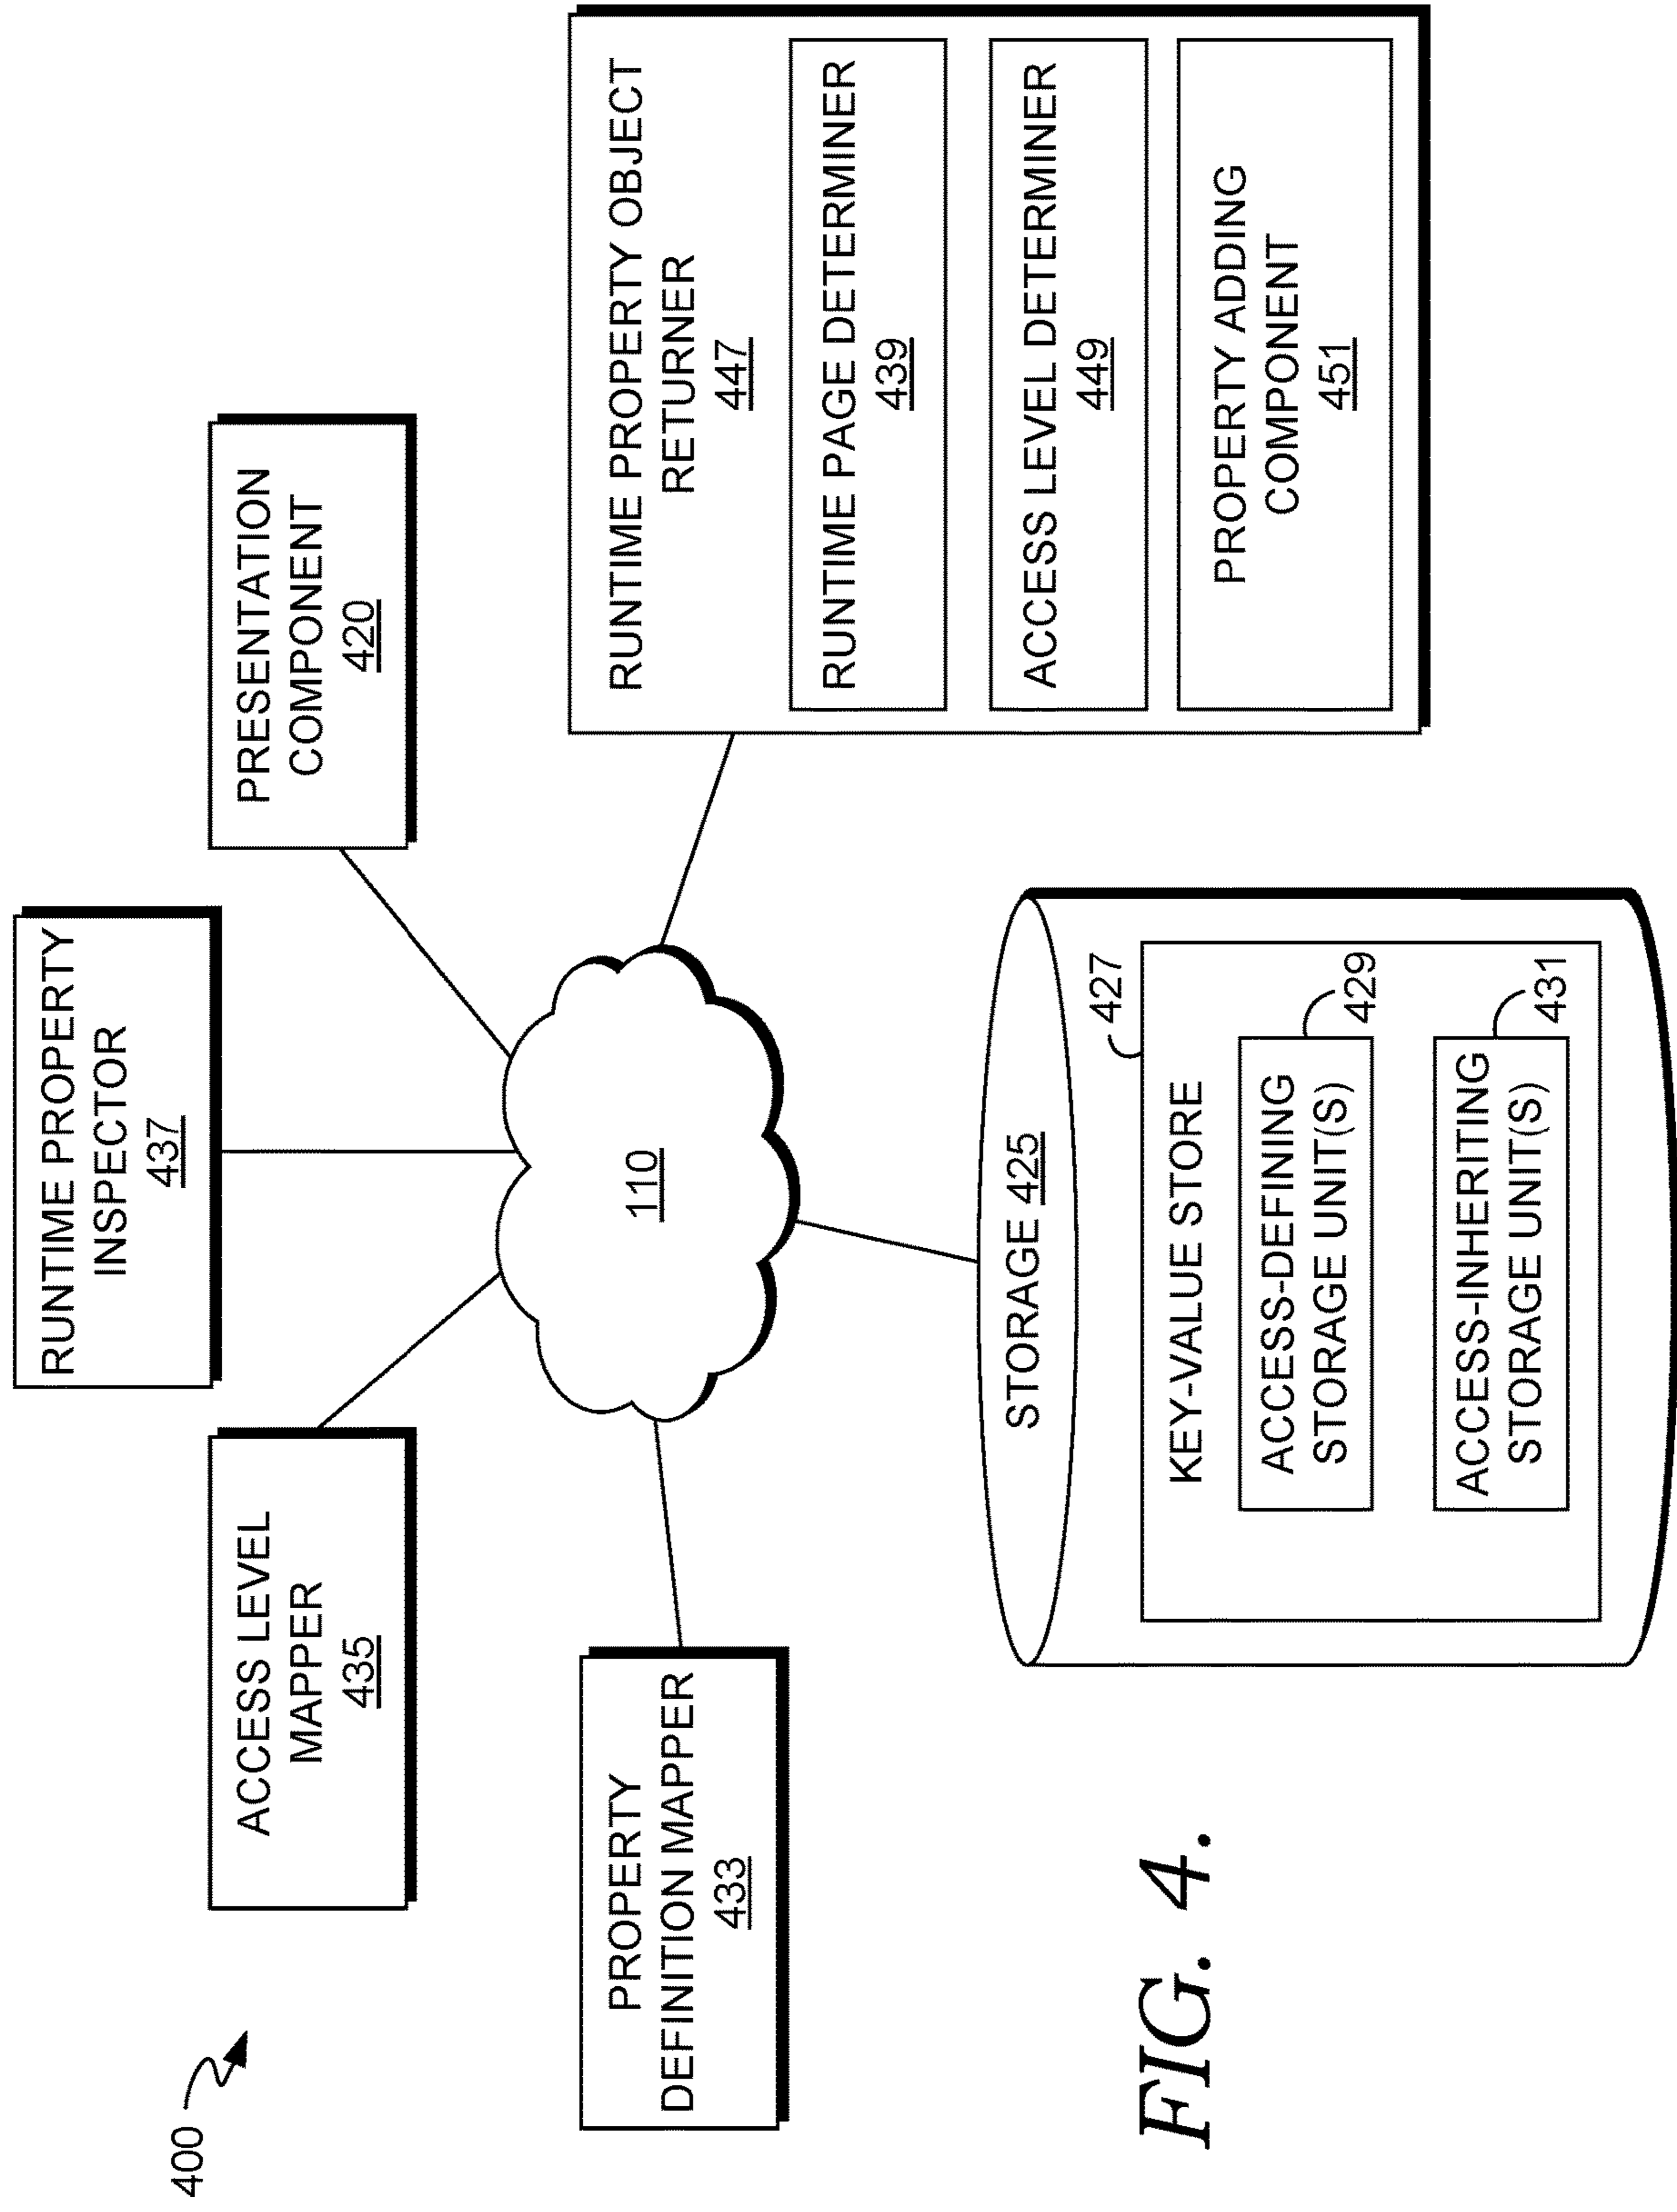 400
RUNTIME PROPERTY
INSPECTOR
437
ACCESS LEVEL
MAPPER
435
PRESENTATION
COMPONENT
420
PROPERTY
DEFINITION MAPPER
433
110
RUNTIME PROPERTY OBJECT
RETURNER
447
RUNTIME PAGE DETERMINER
439
ACCESS LEVEL DETERMINER
449
PROPERTY ADDING
COMPONENT
451
STORAGE 425
427
KEY-VALUE STORE
ACCESS-DEFINING
STORAGE UNIT(S)
429
ACCESS-INHERITING
STORAGE UNIT(S)
431
FIG. 4.